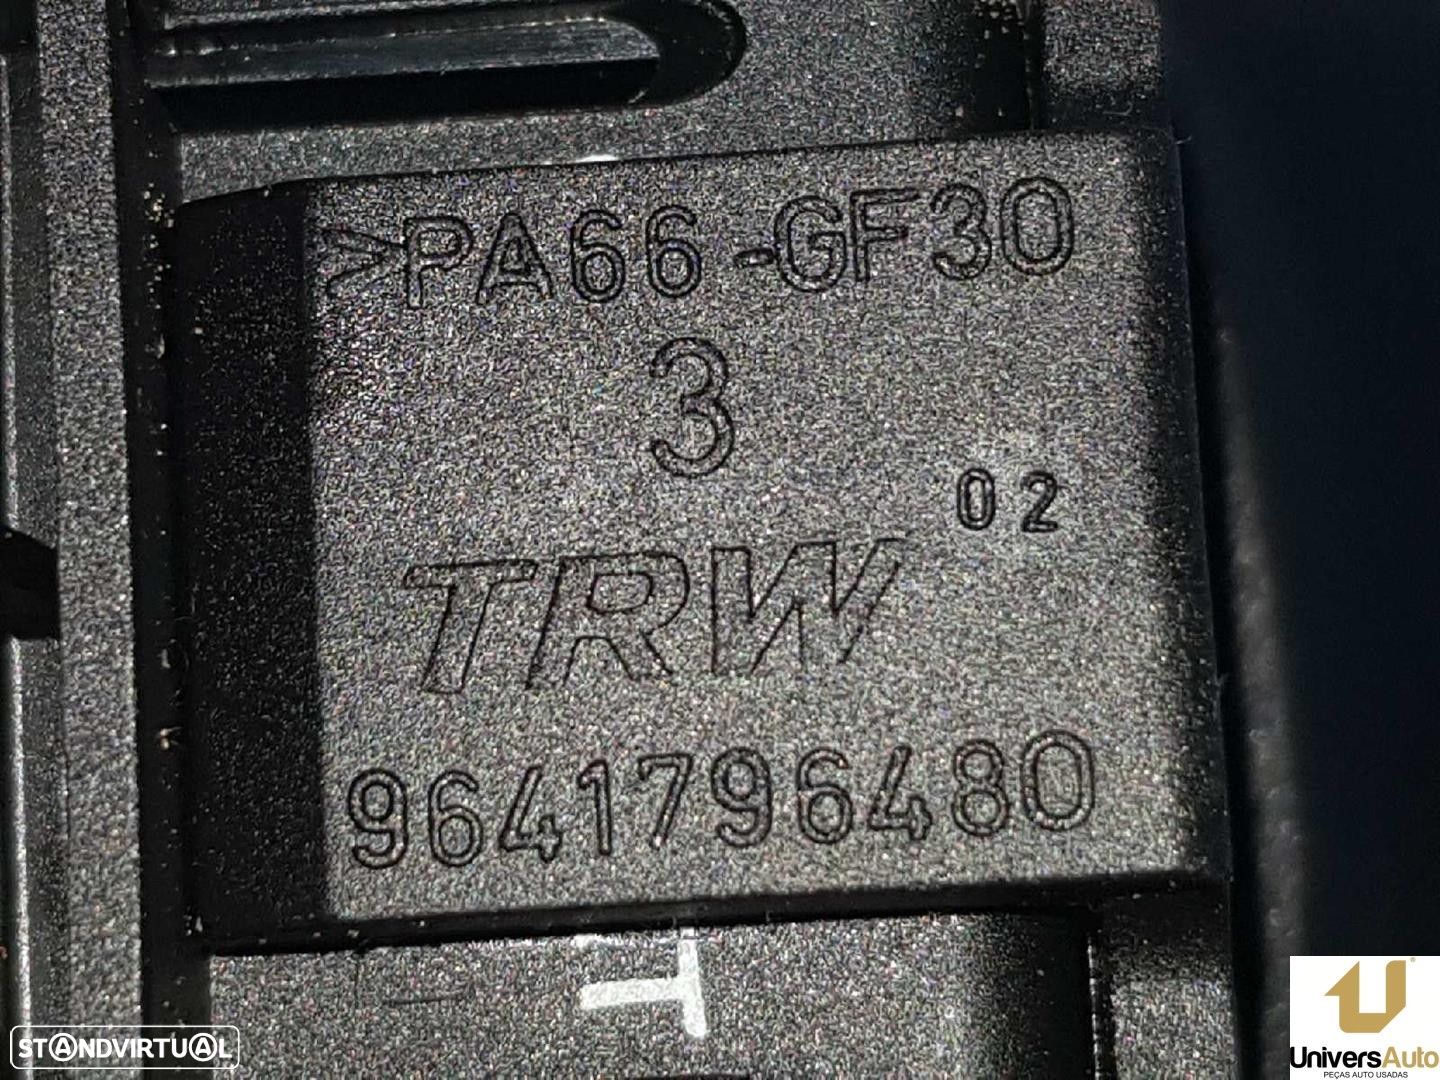 >PA66-GF30
3
02
TRW
9641796480
STANDVIRTUAL
UniversAuto
PEÇAS AUTO USADAS